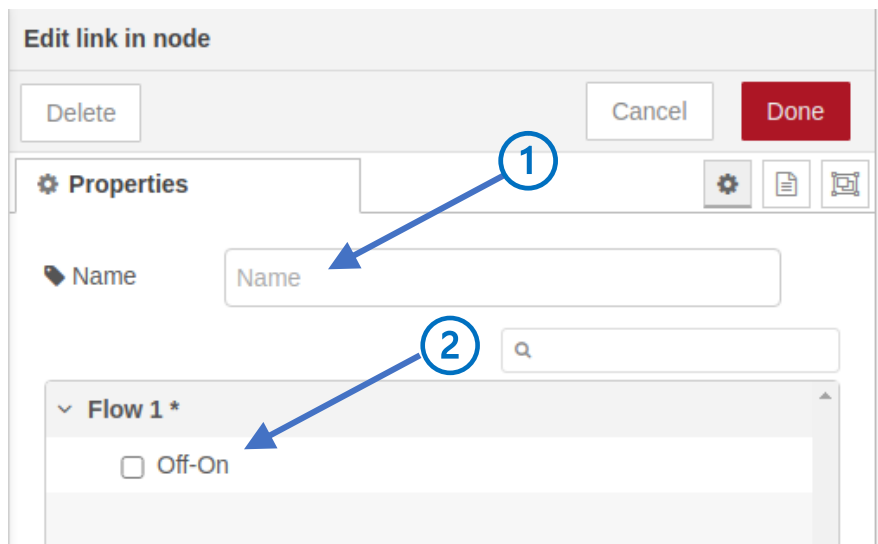 Edit link in node
Delete
Cancel
Done
1
Properties
Name
Name
2
Flow 1 *
Off-On